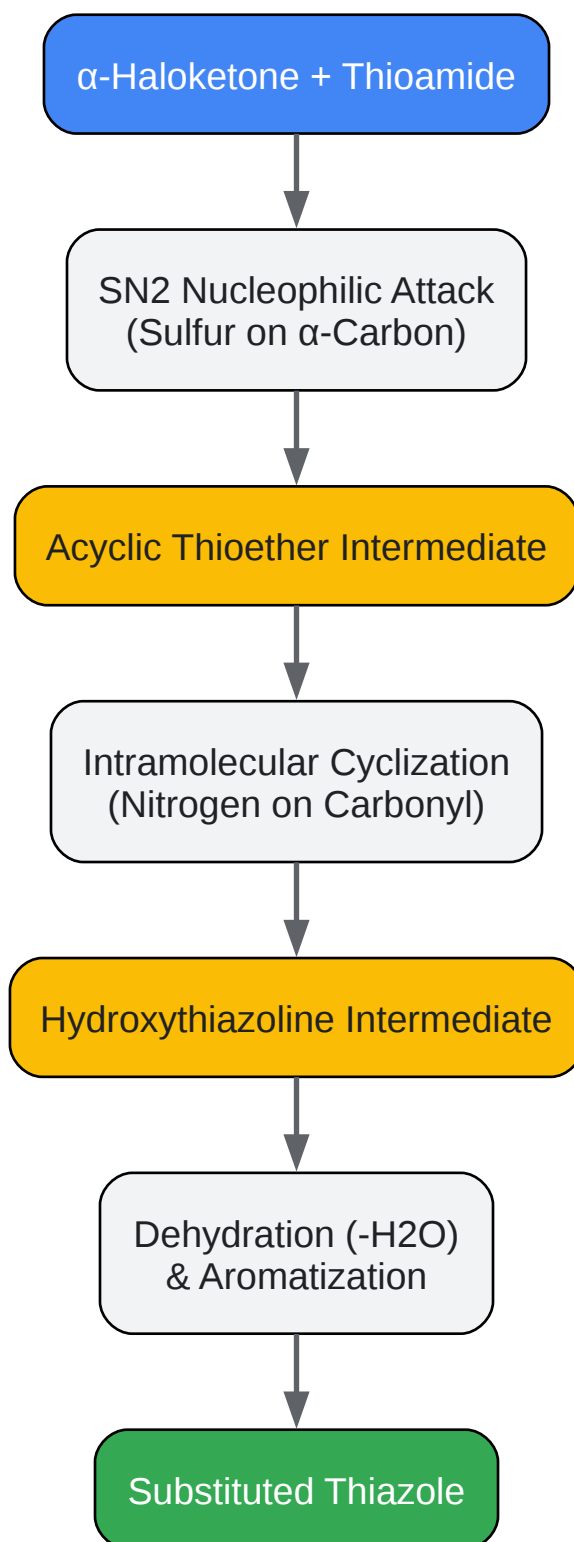 α-Haloketone + Thioamide
SN2 Nucleophilic Attack
(Sulfur on α-Carbon)
Acyclic Thioether Intermediate
Intramolecular Cyclization
(Nitrogen on Carbonyl)
Hydroxythiazoline Intermediate
Dehydration (-H2O)
& Aromatization
Substituted Thiazole